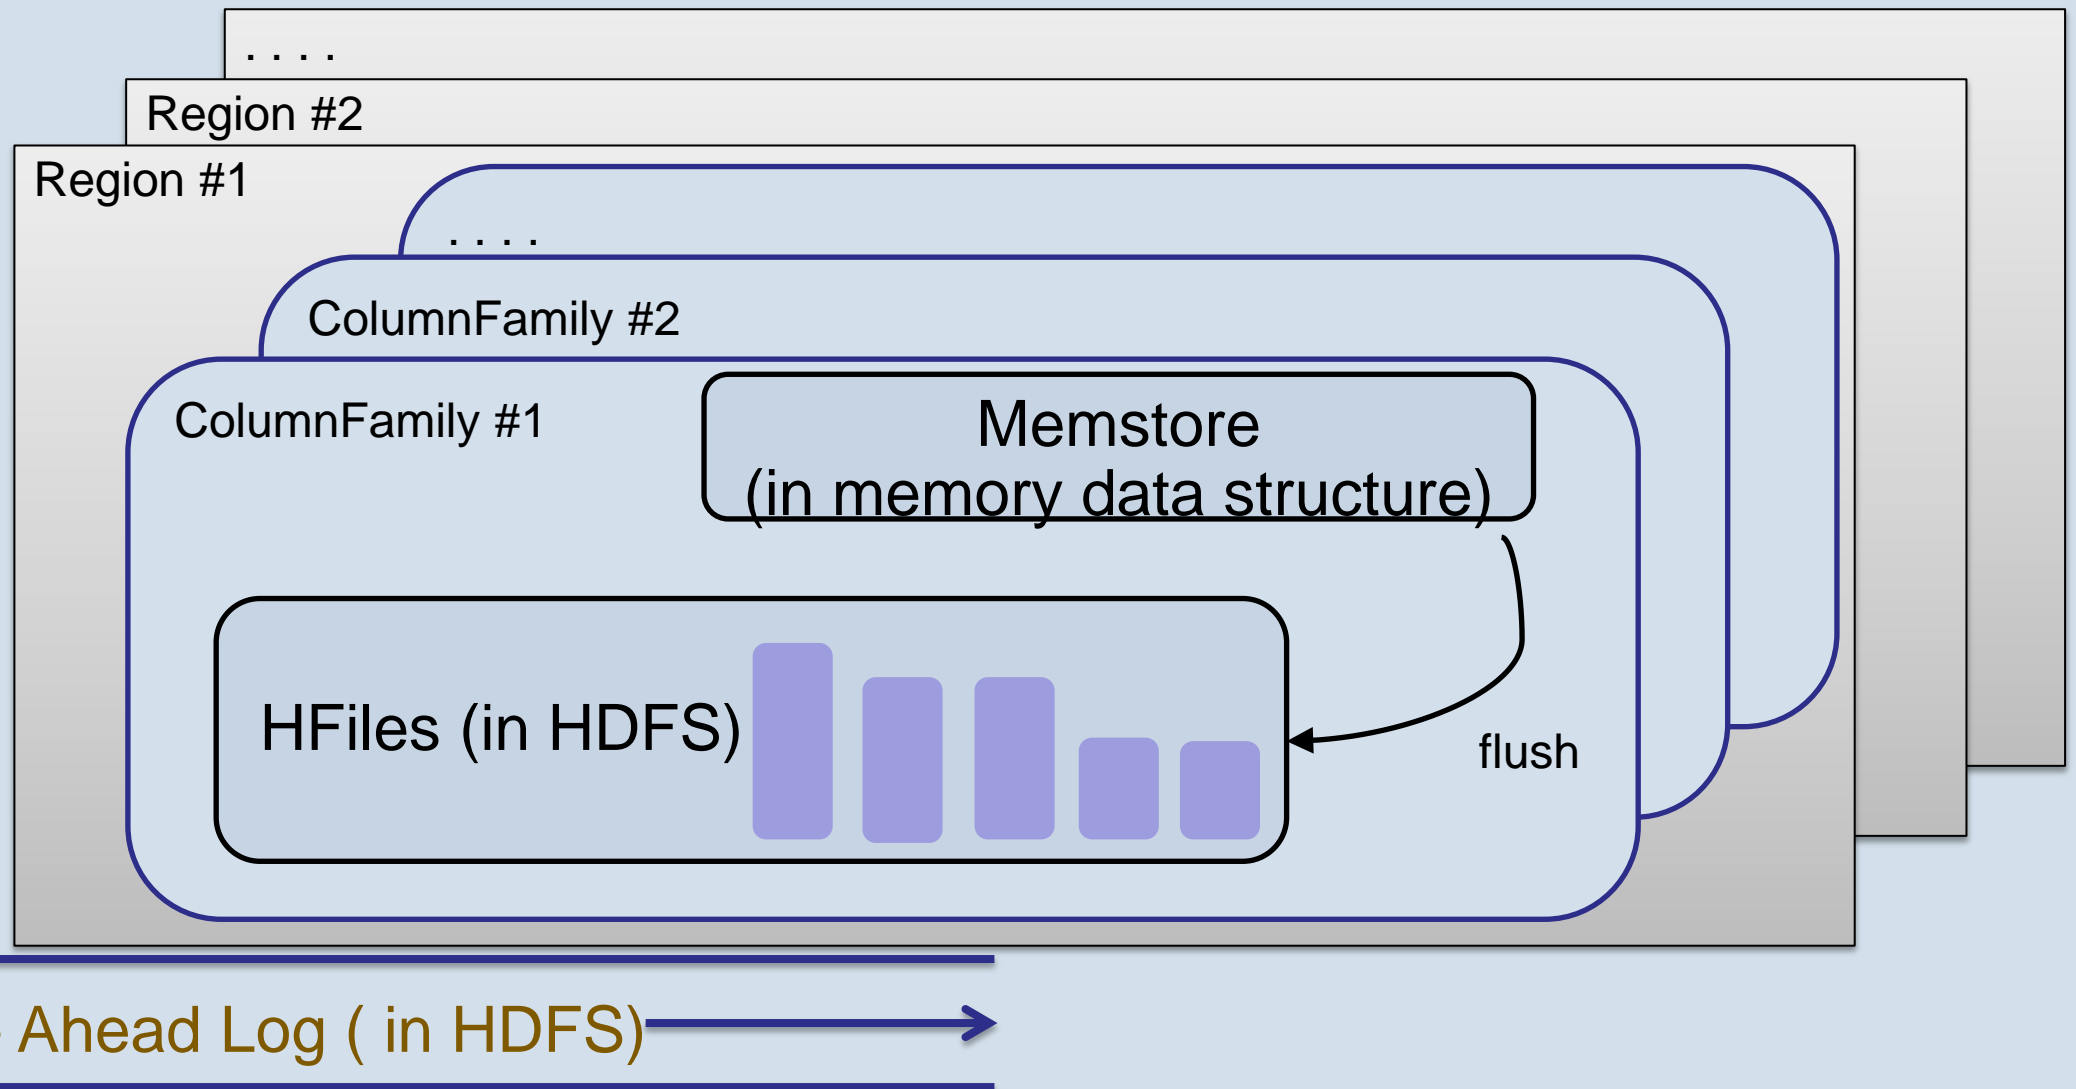 . . . .
Region #2
Region #1
. . . .
ColumnFamily #2
ColumnFamily #1
Memstore
(in memory data structure)
HFiles (in HDFS)
flush
Ahead Log ( in HDFS)